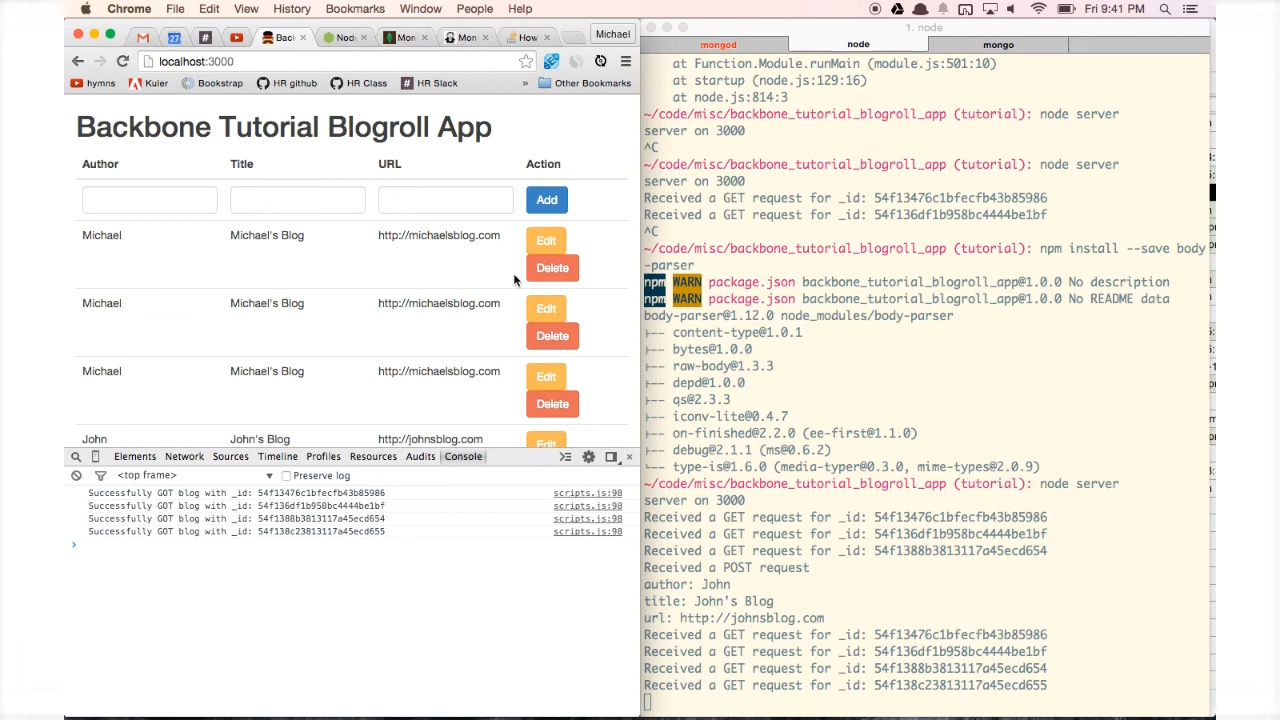 Chrome File Edit View History Bookmarks Window People Help
Fri 9:41 PM
27 # Back Node Mon Mon How Michael
localhost:3000
hymns Kuler Bookstrap HR github HR Class # HR Slack » Other Bookmarks
Backbone Tutorial Blogroll App
Author Title URL Action
Add
Michael Michael's Blog http://michaelsblog.com Edit
Delete
Michael Michael's Blog http://michaelsblog.com Edit
Delete
Michael Michael's Blog http://michaelsblog.com Edit
Delete
John John's Blog http://johnsblog.com Edit
Elements Network Sources Timeline Profiles Resources Audits Console
<top frame> Preserve log
Successfully GOT blog with _id: 54f13476c1bfecfb43b85986 scripts.js:98
Successfully GOT blog with _id: 54f136df1b958bc4444be1bf scripts.js:98
Successfully GOT blog with _id: 54f1388b3813117a45ecd654 scripts.js:98
Successfully GOT blog with _id: 54f138c23813117a45ecd655 scripts.js:98
>
1. node
mongod node mongo
at Function.Module.runMain (module.js:501:10)
at startup (node.js:129:16)
at node.js:814:3
~/code/misc/backbone_tutorial_blogroll_app (tutorial): node server
server on 3000
^C
~/code/misc/backbone_tutorial_blogroll_app (tutorial): node server
server on 3000
Received a GET request for _id: 54f13476c1bfecfb43b85986
Received a GET request for _id: 54f136df1b958bc4444be1bf
^C
~/code/misc/backbone_tutorial_blogroll_app (tutorial): npm install --save body
-parser
npm WARN package.json backbone_tutorial_blogroll_app@1.0.0 No description
npm WARN package.json backbone_tutorial_blogroll_app@1.0.0 No README data
body-parser@1.12.0 node_modules/body-parser
├── content-type@1.0.1
├── bytes@1.0.0
├── raw-body@1.3.3
├── depd@1.0.0
├── qs@2.3.3
├── iconv-lite@0.4.7
├── on-finished@2.2.0 (ee-first@1.1.0)
├── debug@2.1.1 (ms@0.6.2)
└── type-is@1.6.0 (media-typer@0.3.0, mime-types@2.0.9)
~/code/misc/backbone_tutorial_blogroll_app (tutorial): node server
server on 3000
Received a GET request for _id: 54f13476c1bfecfb43b85986
Received a GET request for _id: 54f136df1b958bc4444be1bf
Received a GET request for _id: 54f1388b3813117a45ecd654
Received a POST request
author: John
title: John's Blog
url: http://johnsblog.com
Received a GET request for _id: 54f13476c1bfecfb43b85986
Received a GET request for _id: 54f136df1b958bc4444be1bf
Received a GET request for _id: 54f1388b3813117a45ecd654
Received a GET request for _id: 54f138c23813117a45ecd655